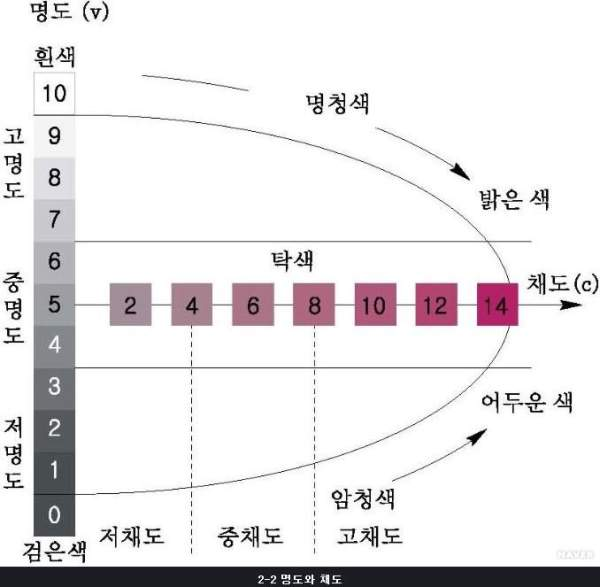 명도 (v)
흰색
10
9
8
7
6
5
4
3
2
1
0
검은색
고명도
중명도
저명도
명청색
밝은 색
탁색
2 4 6 8 10 12 14
채도(c)
어두운 색
암청색
저채도 중채도 고채도
NAVER
2-2 명도와 채도